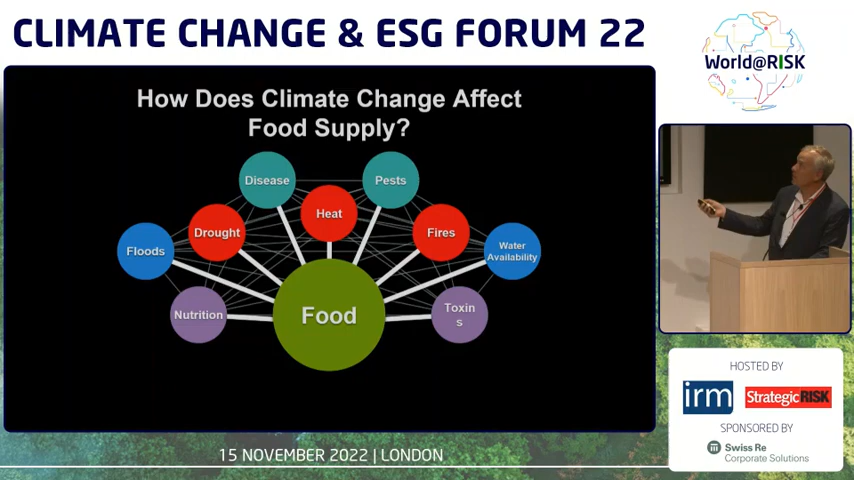 CLIMATE CHANGE & ESG FORUM 22
World@RISK
How Does Climate Change Affect
Food Supply?
Disease
Pests
Heat
Drought
Fires
Floods
Water
Availability
Nutrition
Food
Toxin
s
HOSTED BY
irm
StrategicRISK
SPONSORED BY
Swiss Re
Corporate Solutions
15 NOVEMBER 2022 | LONDON